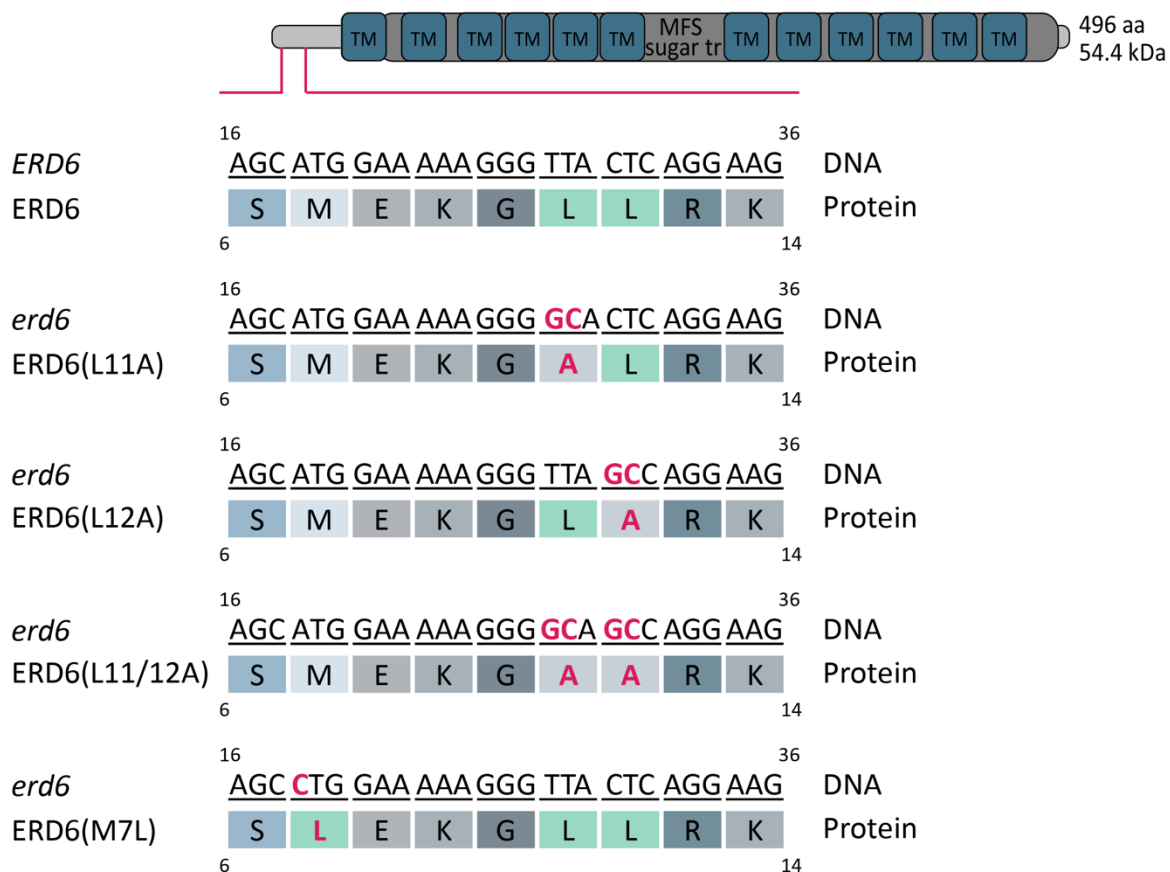 TM TM TM TM TM TM MFS sugar tr TM TM TM TM TM TM 496 aa
54.4 kDa
16 36
ERD6 AGC ATG GAA AAA GGG TTA CTC AGG AAG DNA
ERD6 S M E K G L L R K Protein
6 14
16 36
erd6 AGC ATG GAA AAA GGG GCA CTC AGG AAG DNA
ERD6(L11A) S M E K G A L R K Protein
6 14
16 36
erd6 AGC ATG GAA AAA GGG TTA GCC AGG AAG DNA
ERD6(L12A) S M E K G L A R K Protein
6 14
16 36
erd6 AGC ATG GAA AAA GGG GCA GCC AGG AAG DNA
ERD6(L11/12A) S M E K G A A R K Protein
6 14
16 36
erd6 AGC CTG GAA AAA GGG TTA CTC AGG AAG DNA
ERD6(M7L) S L E K G L L R K Protein
6 14